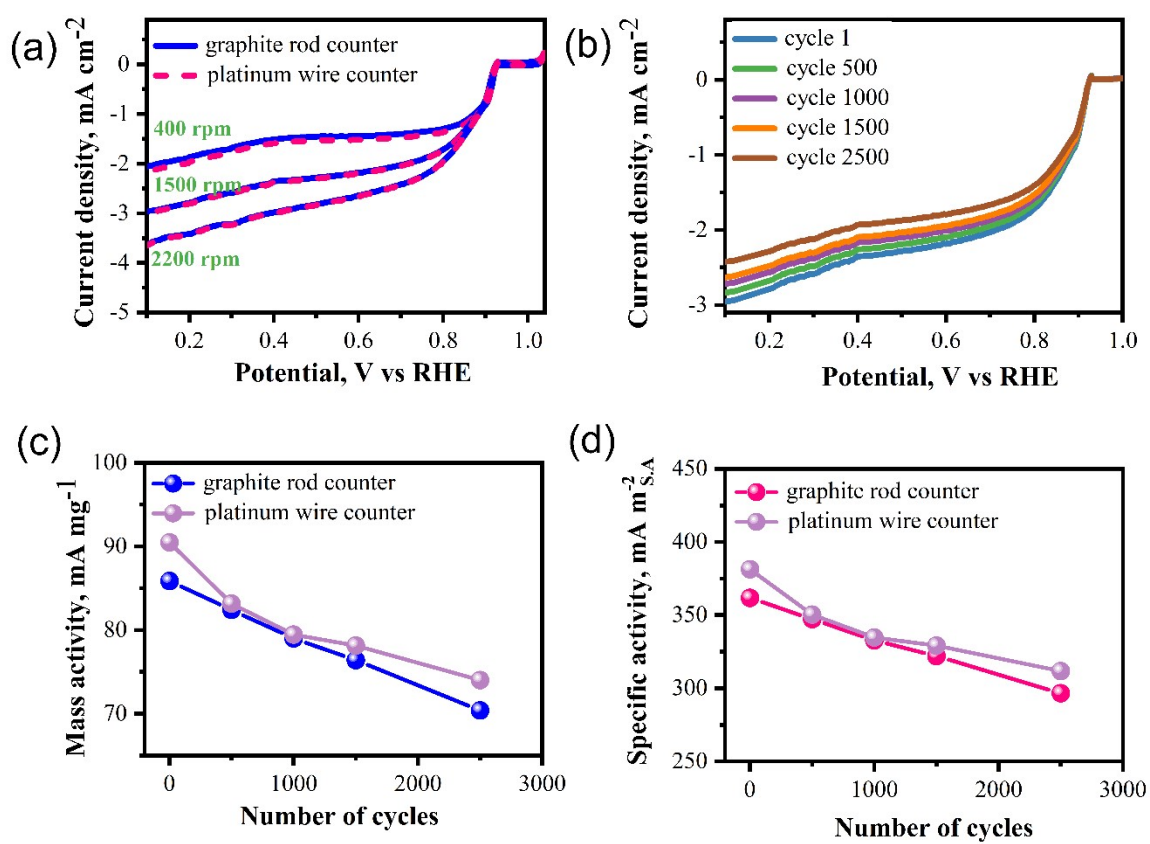 (a)
graphite rod counter
platinum wire counter
400 rpm
1500 rpm
2200 rpm
0
-1
-2
-3
-4
-5
0.2 0.4 0.6 0.8 1.0
Current density, mA cm-2
Potential, V vs RHE
(b)
cycle 1
cycle 500
cycle 1000
cycle 1500
cycle 2500
0
-1
-2
-3
0.2 0.4 0.6 0.8 1.0
Current density, mA cm-2
Potential, V vs RHE
(c)
graphite rod counter
platinum wire counter
100
90
80
70
0 1000 2000 3000
Mass activity, mA mg-1
Number of cycles
(d)
graphite rod counter
platinum wire counter
450
400
350
300
250
0 1000 2000 3000
Specific activity, mA m-2S.A
Number of cycles